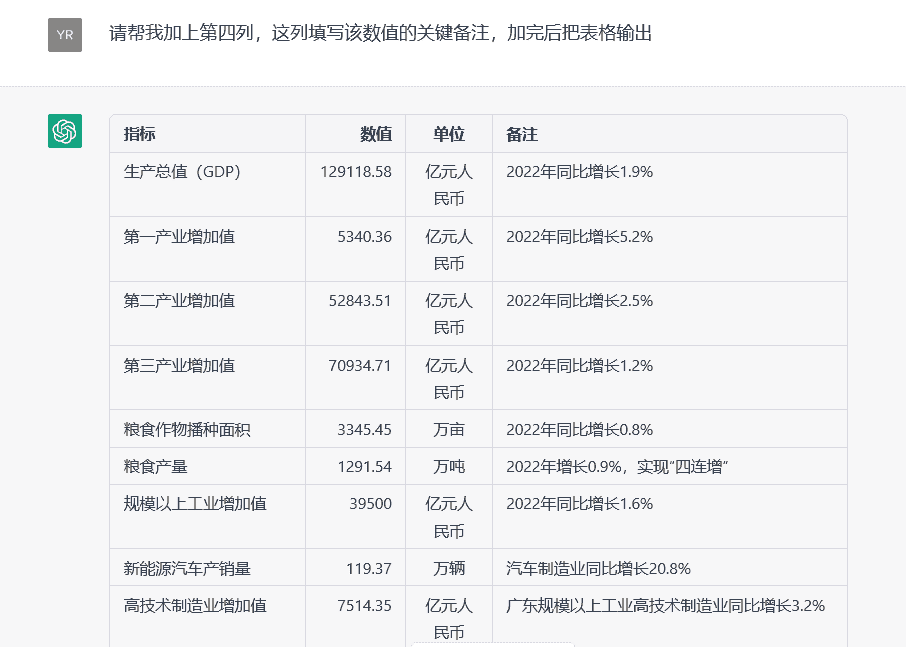 YR
请帮我加上第四列，这列填写该数值的关键备注，加完后把表格输出
指标 数值 单位 备注
生产总值（GDP） 129118.58 亿元人民币 2022年同比增长1.9%
第一产业增加值 5340.36 亿元人民币 2022年同比增长5.2%
第二产业增加值 52843.51 亿元人民币 2022年同比增长2.5%
第三产业增加值 70934.71 亿元人民币 2022年同比增长1.2%
粮食作物播种面积 3345.45 万亩 2022年同比增长0.8%
粮食产量 1291.54 万吨 2022年增长0.9%，实现"四连增"
规模以上工业增加值 39500 亿元人民币 2022年同比增长1.6%
新能源汽车产销量 119.37 万辆 汽车制造业同比增长20.8%
高技术制造业增加值 7514.35 亿元人民币 广东规模以上工业高技术制造业同比增长3.2%